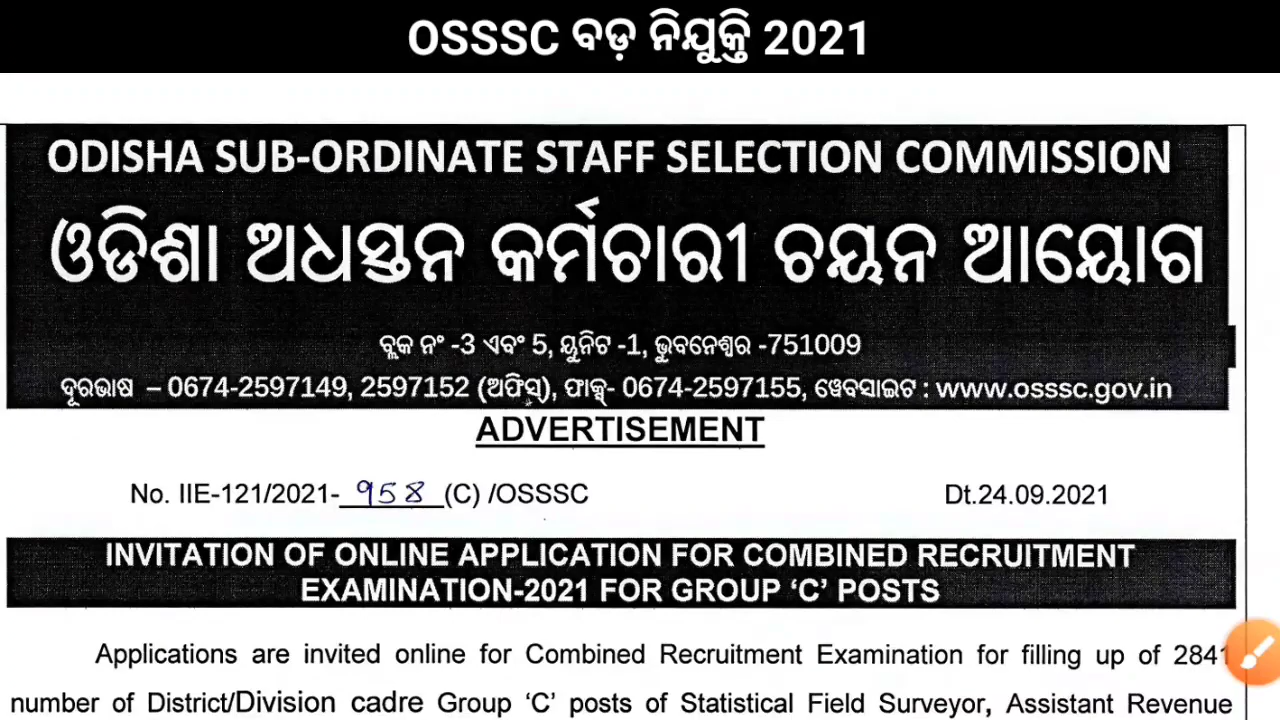 OSSSC ବଡ଼ ନିଯୁକ୍ତି 2021
ODISHA SUB-ORDINATE STAFF SELECTION COMMISSION
ଓଡିଶା ଅଧସ୍ତନ କର୍ମଚାରୀ ଚୟନ ଆୟୋଗ
ବ୍ଲକ ନଂ -3 ଏବଂ 5, ୟୁନିଟ -1, ଭୁବନେଶ୍ୱର -751009
ଦୂରଭାଷ – 0674-2597149, 2597152 (ଅଫିସ୍), ଫାକ୍ସ- 0674-2597155, ୱେବସାଇଟ : www.osssc.gov.in
ADVERTISEMENT
No. IIE-121/2021-958 (C) /OSSSC Dt.24.09.2021
INVITATION OF ONLINE APPLICATION FOR COMBINED RECRUITMENT
EXAMINATION-2021 FOR GROUP ‘C’ POSTS
Applications are invited online for Combined Recruitment Examination for filling up of 2841
number of District/Division cadre Group ‘C’ posts of Statistical Field Surveyor, Assistant Revenue